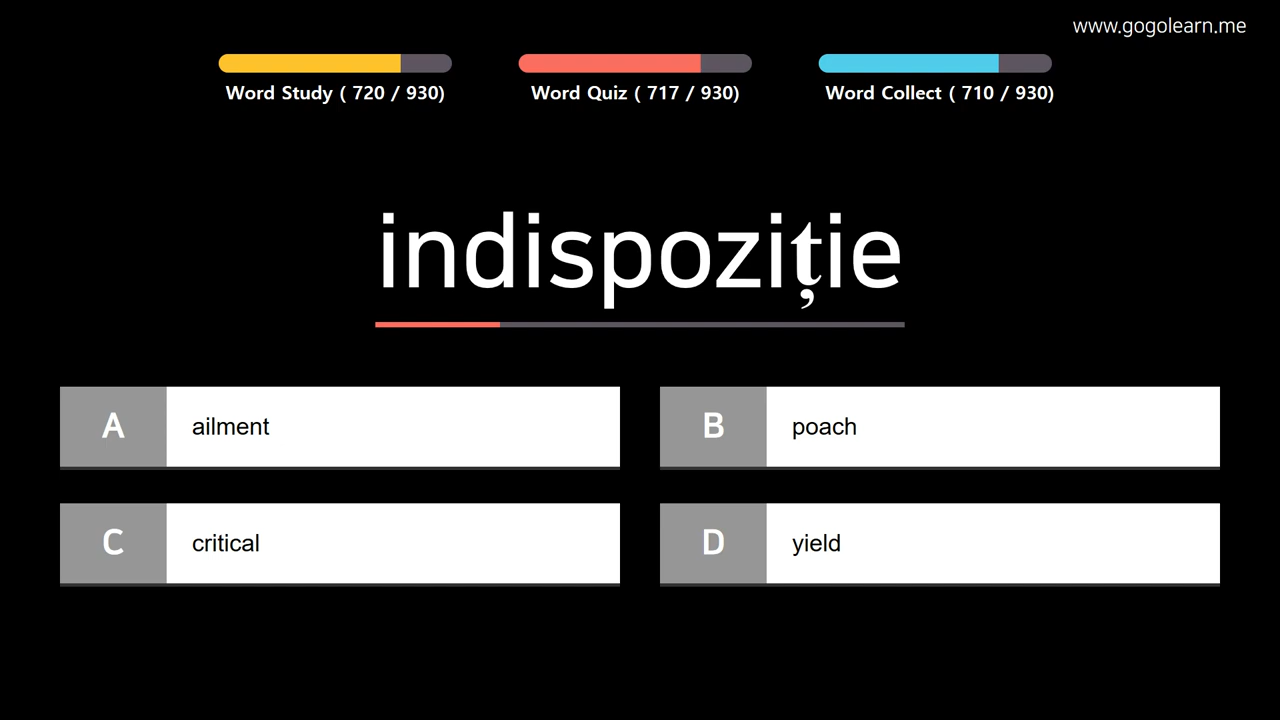 www.gogolearn.me
Word Study ( 720 / 930)
Word Quiz ( 717 / 930)
Word Collect ( 710 / 930)
indispoziție
A ailment
B poach
C critical
D yield